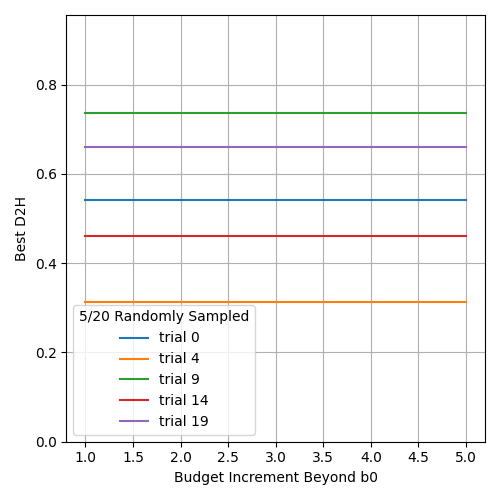 0.8
0.6
0.4
0.2
0.0
Best D2H
5/20 Randomly Sampled
trial 0
trial 4
trial 9
trial 14
trial 19
1.0 1.5 2.0 2.5 3.0 3.5 4.0 4.5 5.0
Budget Increment Beyond b0